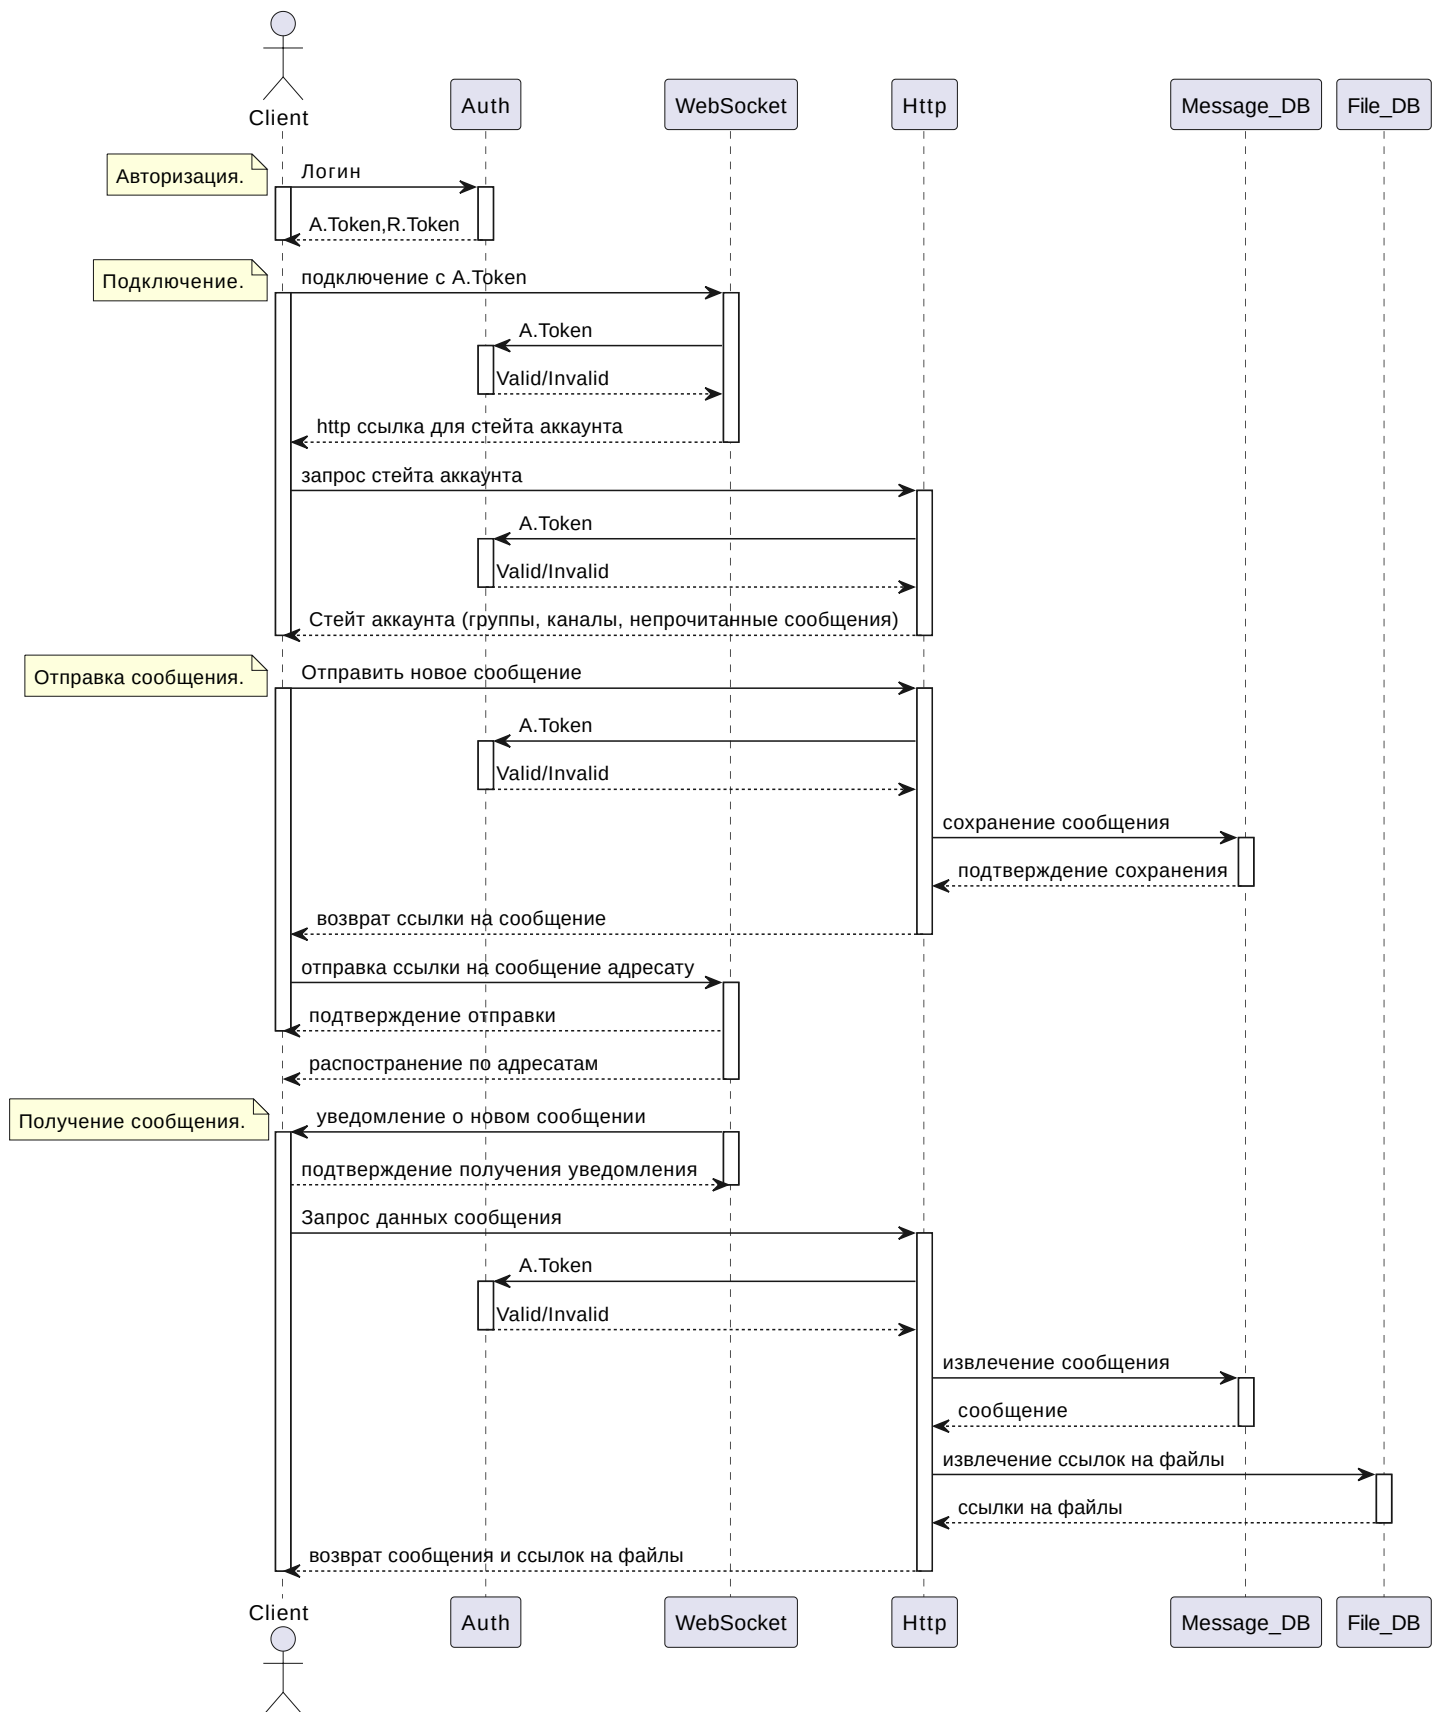 Client
Auth
WebSocket
Http
Message_DB
File_DB
Авторизация.
Логин
A.Token,R.Token
Подключение.
подключение с A.Token
A.Token
Valid/Invalid
http ссылка для стейта аккаунта
запрос стейта аккаунта
A.Token
Valid/Invalid
Стейт аккаунта (группы, каналы, непрочитанные сообщения)
Отправка сообщения.
Отправить новое сообщение
A.Token
Valid/Invalid
сохранение сообщения
подтверждение сохранения
возврат ссылки на сообщение
отправка ссылки на сообщение адресату
подтверждение отправки
распостранение по адресатам
Получение сообщения.
уведомление о новом сообщении
подтверждение получения уведомления
Запрос данных сообщения
A.Token
Valid/Invalid
извлечение сообщения
сообщение
извлечение ссылок на файлы
ссылки на файлы
возврат сообщения и ссылок на файлы
Client
Auth
WebSocket
Http
Message_DB
File_DB